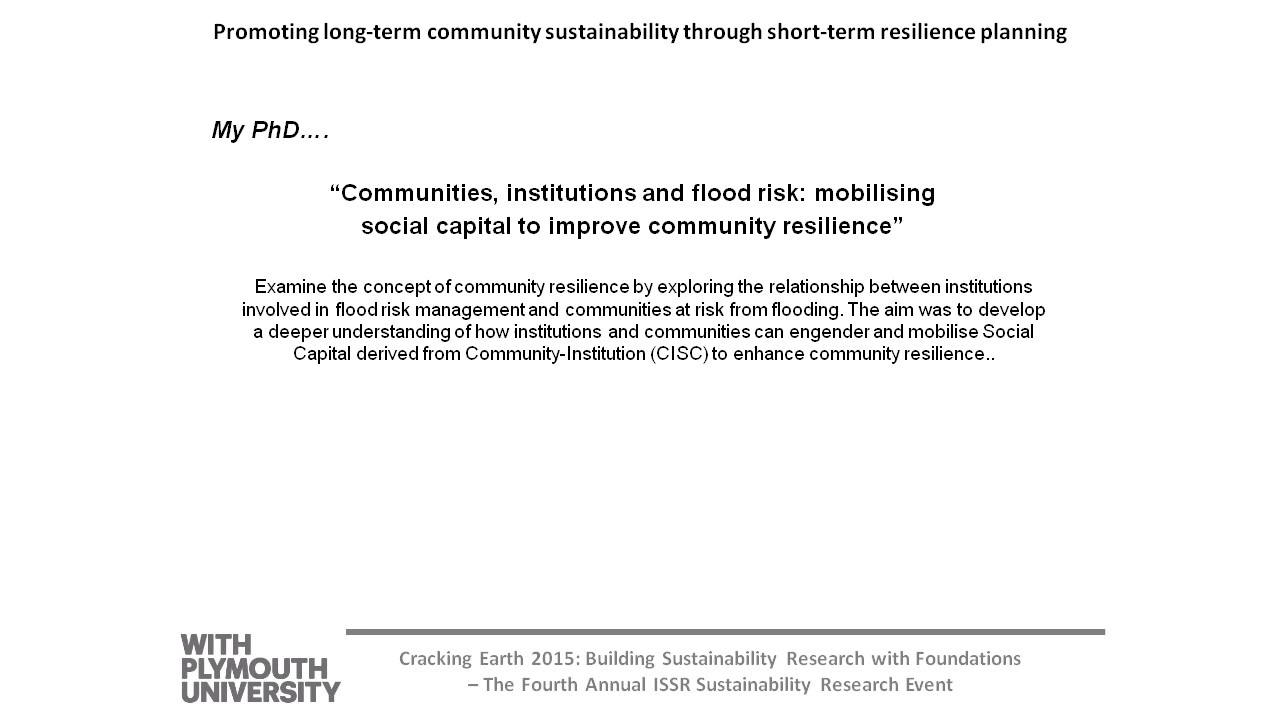 Promoting long-term community sustainability through short-term resilience planning
My PhD….
“Communities, institutions and flood risk: mobilising
social capital to improve community resilience”
Examine the concept of community resilience by exploring the relationship between institutions
involved in flood risk management and communities at risk from flooding. The aim was to develop
a deeper understanding of how institutions and communities can engender and mobilise Social
Capital derived from Community-Institution (CISC) to enhance community resilience..
WITH
PLYMOUTH
UNIVERSITY
Cracking Earth 2015: Building Sustainability Research with Foundations
– The Fourth Annual ISSR Sustainability Research Event